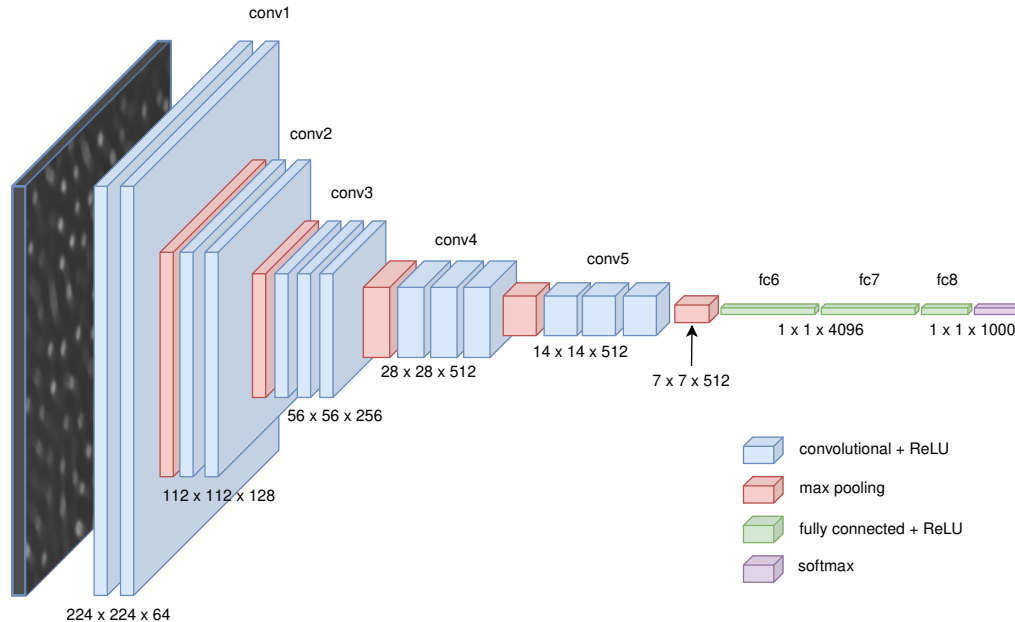 conv1
conv2
conv3
conv4
conv5
fc6
fc7
fc8
1 x 1 x 4096
1 x 1 x 1000
14 x 14 x 512
28 x 28 x 512
7 x 7 x 512
56 x 56 x 256
112 x 112 x 128
224 x 224 x 64
convolutional + ReLU
max pooling
fully connected + ReLU
softmax